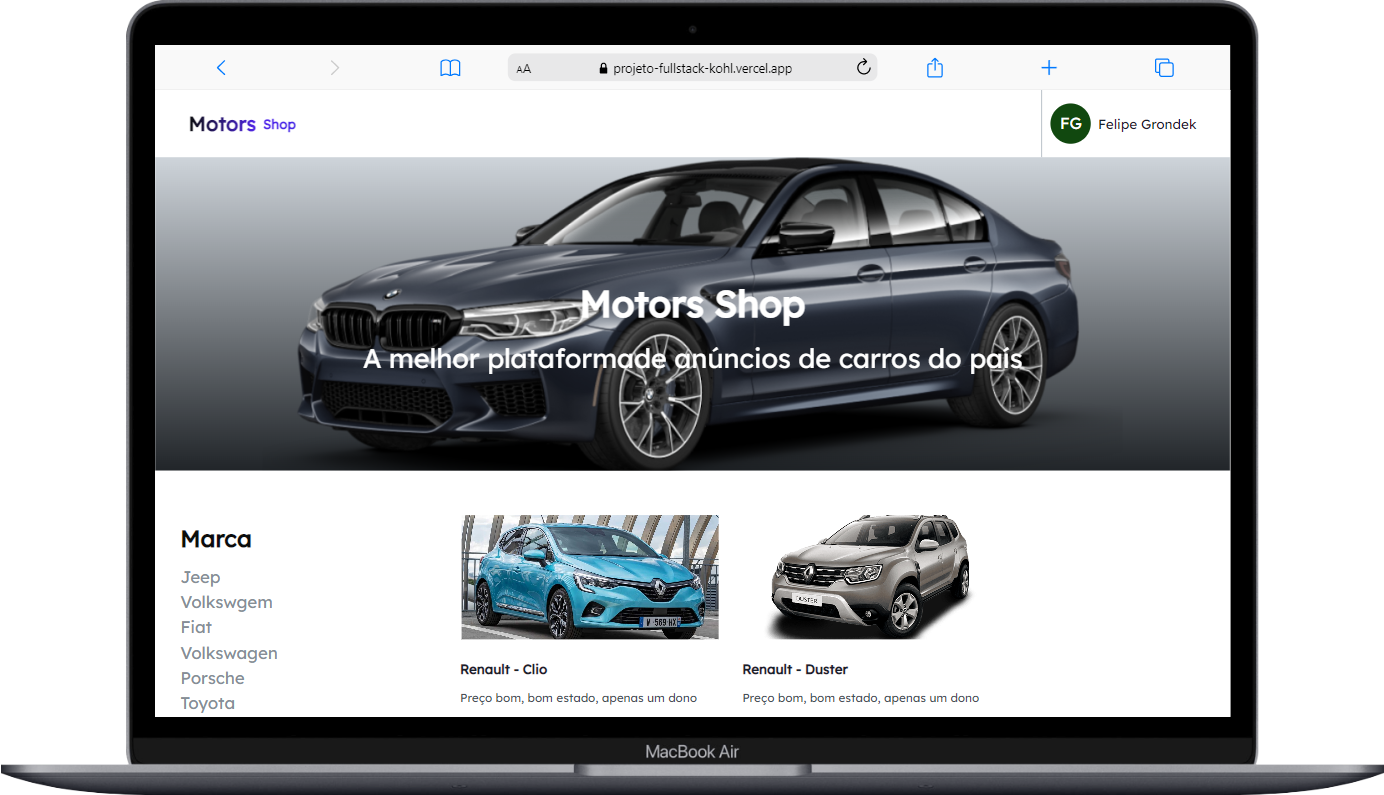 AA projeto-fullstack-kohl.vercel.app
Motors Shop
FG Felipe Grondek
Motors Shop
A melhor plataformade anúncios de carros do país
Marca
Jeep
Volkswgem
Fiat
Volkswagen
Porsche
Toyota
DUSTER
Renault - Clio
Preço bom, bom estado, apenas um dono
Renault - Duster
Preço bom, bom estado, apenas um dono
MacBook Air